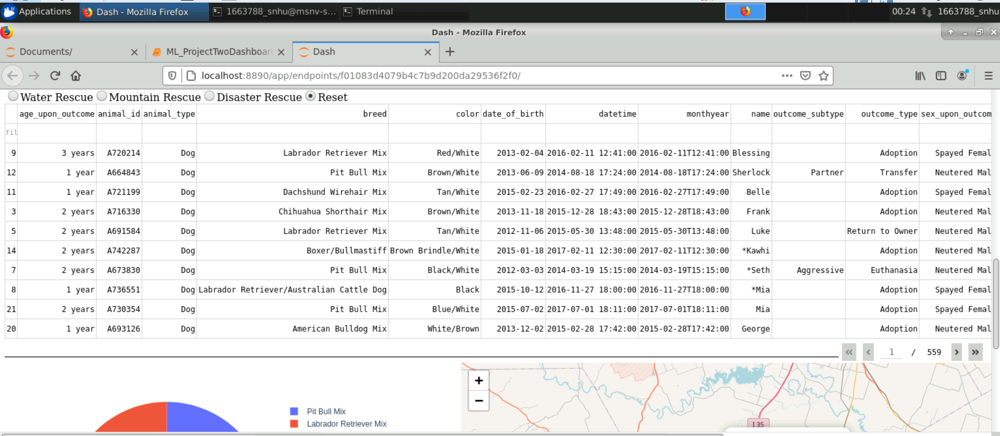 Applications Dash - Mozilla Firefox 1663788_snhu@msnv-s... Terminal 00:24 1663788_snhu
Dash - Mozilla Firefox
Documents/ ML_ProjectTwoDashboar Dash
localhost:8890/app/endpoints/f01083d4079b4c7b9d200da29536f2f0/
Water Rescue Mountain Rescue Disaster Rescue Reset
age_upon_outcome animal_id animal_type breed color date_of_birth datetime monthyear name outcome_subtype outcome_type sex_upon_outcom
fil
9 3 years A720214 Dog Labrador Retriever Mix Red/White 2013-02-04 2016-02-11 12:41:00 2016-02-11T12:41:00 Blessing Adoption Spayed Femal
12 1 year A664843 Dog Pit Bull Mix Brown/White 2013-06-09 2014-08-18 17:24:00 2014-08-18T17:24:00 Sherlock Partner Transfer Neutered Mal
11 1 year A721199 Dog Dachshund Wirehair Mix Tan/White 2015-02-23 2016-02-27 17:49:00 2016-02-27T17:49:00 Belle Adoption Spayed Femal
3 2 years A716330 Dog Chihuahua Shorthair Mix Brown/White 2013-11-18 2015-12-28 18:43:00 2015-12-28T18:43:00 Frank Adoption Neutered Mal
5 2 years A691584 Dog Labrador Retriever Mix Tan/White 2012-11-06 2015-05-30 13:48:00 2015-05-30T13:48:00 Luke Return to Owner Neutered Mal
14 2 years A742287 Dog Boxer/Bullmastiff Brown Brindle/White 2015-01-18 2017-02-11 12:30:00 2017-02-11T12:30:00 *Kawhi Adoption Neutered Mal
7 2 years A673830 Dog Pit Bull Mix Black/White 2012-03-03 2014-03-19 15:15:00 2014-03-19T15:15:00 *Seth Aggressive Euthanasia Neutered Mal
8 1 year A736551 Dog Labrador Retriever/Australian Cattle Dog Black 2015-10-12 2016-11-27 18:00:00 2016-11-27T18:00:00 *Mia Adoption Spayed Femal
21 2 years A730354 Dog Pit Bull Mix Blue/White 2015-07-02 2017-07-01 18:11:00 2017-07-01T18:11:00 Mia Adoption Spayed Femal
20 1 year A693126 Dog American Bulldog Mix White/Brown 2013-12-02 2015-02-28 17:42:00 2015-02-28T17:42:00 George Adoption Neutered Mal
« < 1 / 559 > »
+
−
Pit Bull Mix
Labrador Retriever Mix
I 35